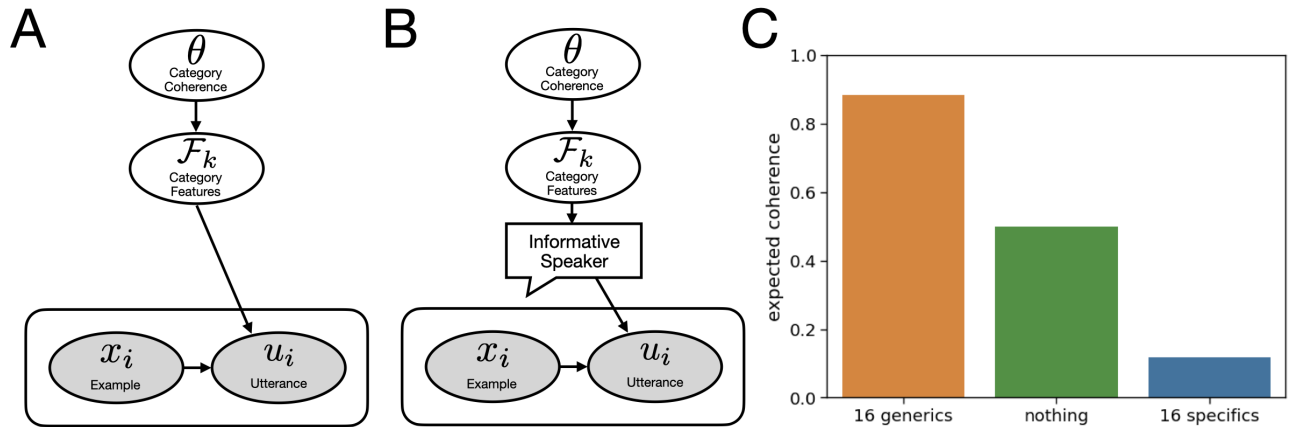 A
θ
Category
Coherence
ℱk
Category
Features
xi
Example
ui
Utterance
B
θ
Category
Coherence
ℱk
Category
Features
Informative
Speaker
xi
Example
ui
Utterance
C
expected coherence
1.0
0.8
0.6
0.4
0.2
0.0
16 generics
nothing
16 specifics